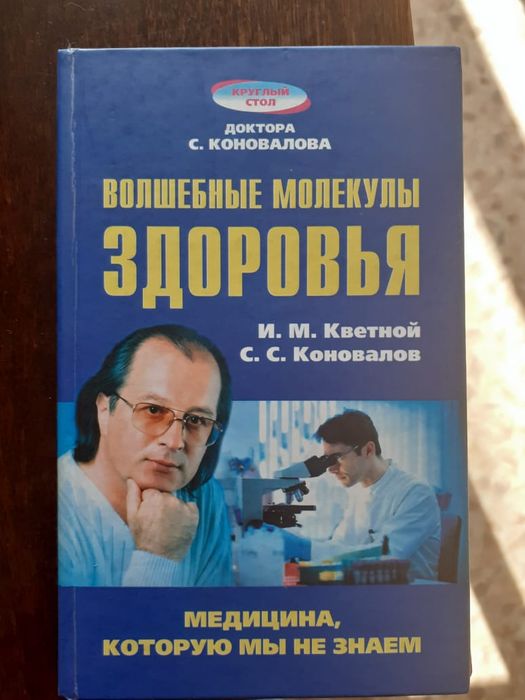 КРУГЛЫЙ
СТОЛ
ДОКТОРА
С. КОНОВАЛОВА
ВОЛШЕБНЫЕ МОЛЕКУЛЫ
ЗДОРОВЬЯ
И. М. Кветной
С. С. Коновалов
МЕДИЦИНА,
КОТОРУЮ МЫ НЕ ЗНАЕМ